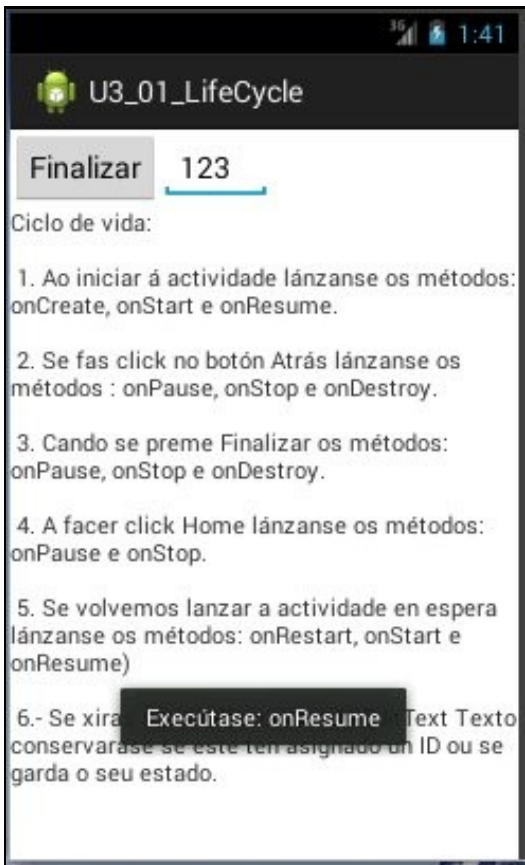 3G 1:41
U3_01_LifeCycle
Finalizar 123
Ciclo de vida:
1. Ao iniciar á actividade lánzanse os métodos:
onCreate, onStart e onResume.
2. Se fas click no botón Atrás lánzanse os
métodos : onPause, onStop e onDestroy.
3. Cando se preme Finalizar os métodos:
onPause, onStop e onDestroy.
4. A facer click Home lánzanse os métodos:
onPause e onStop.
5. Se volvemos lanzar a actividade en espera
lánzanse os métodos: onRestart, onStart e
onResume)
6.- Se xira Text Texto
Execútase: onResume
conservarase se este ten asignado un ID ou se
garda o seu estado.